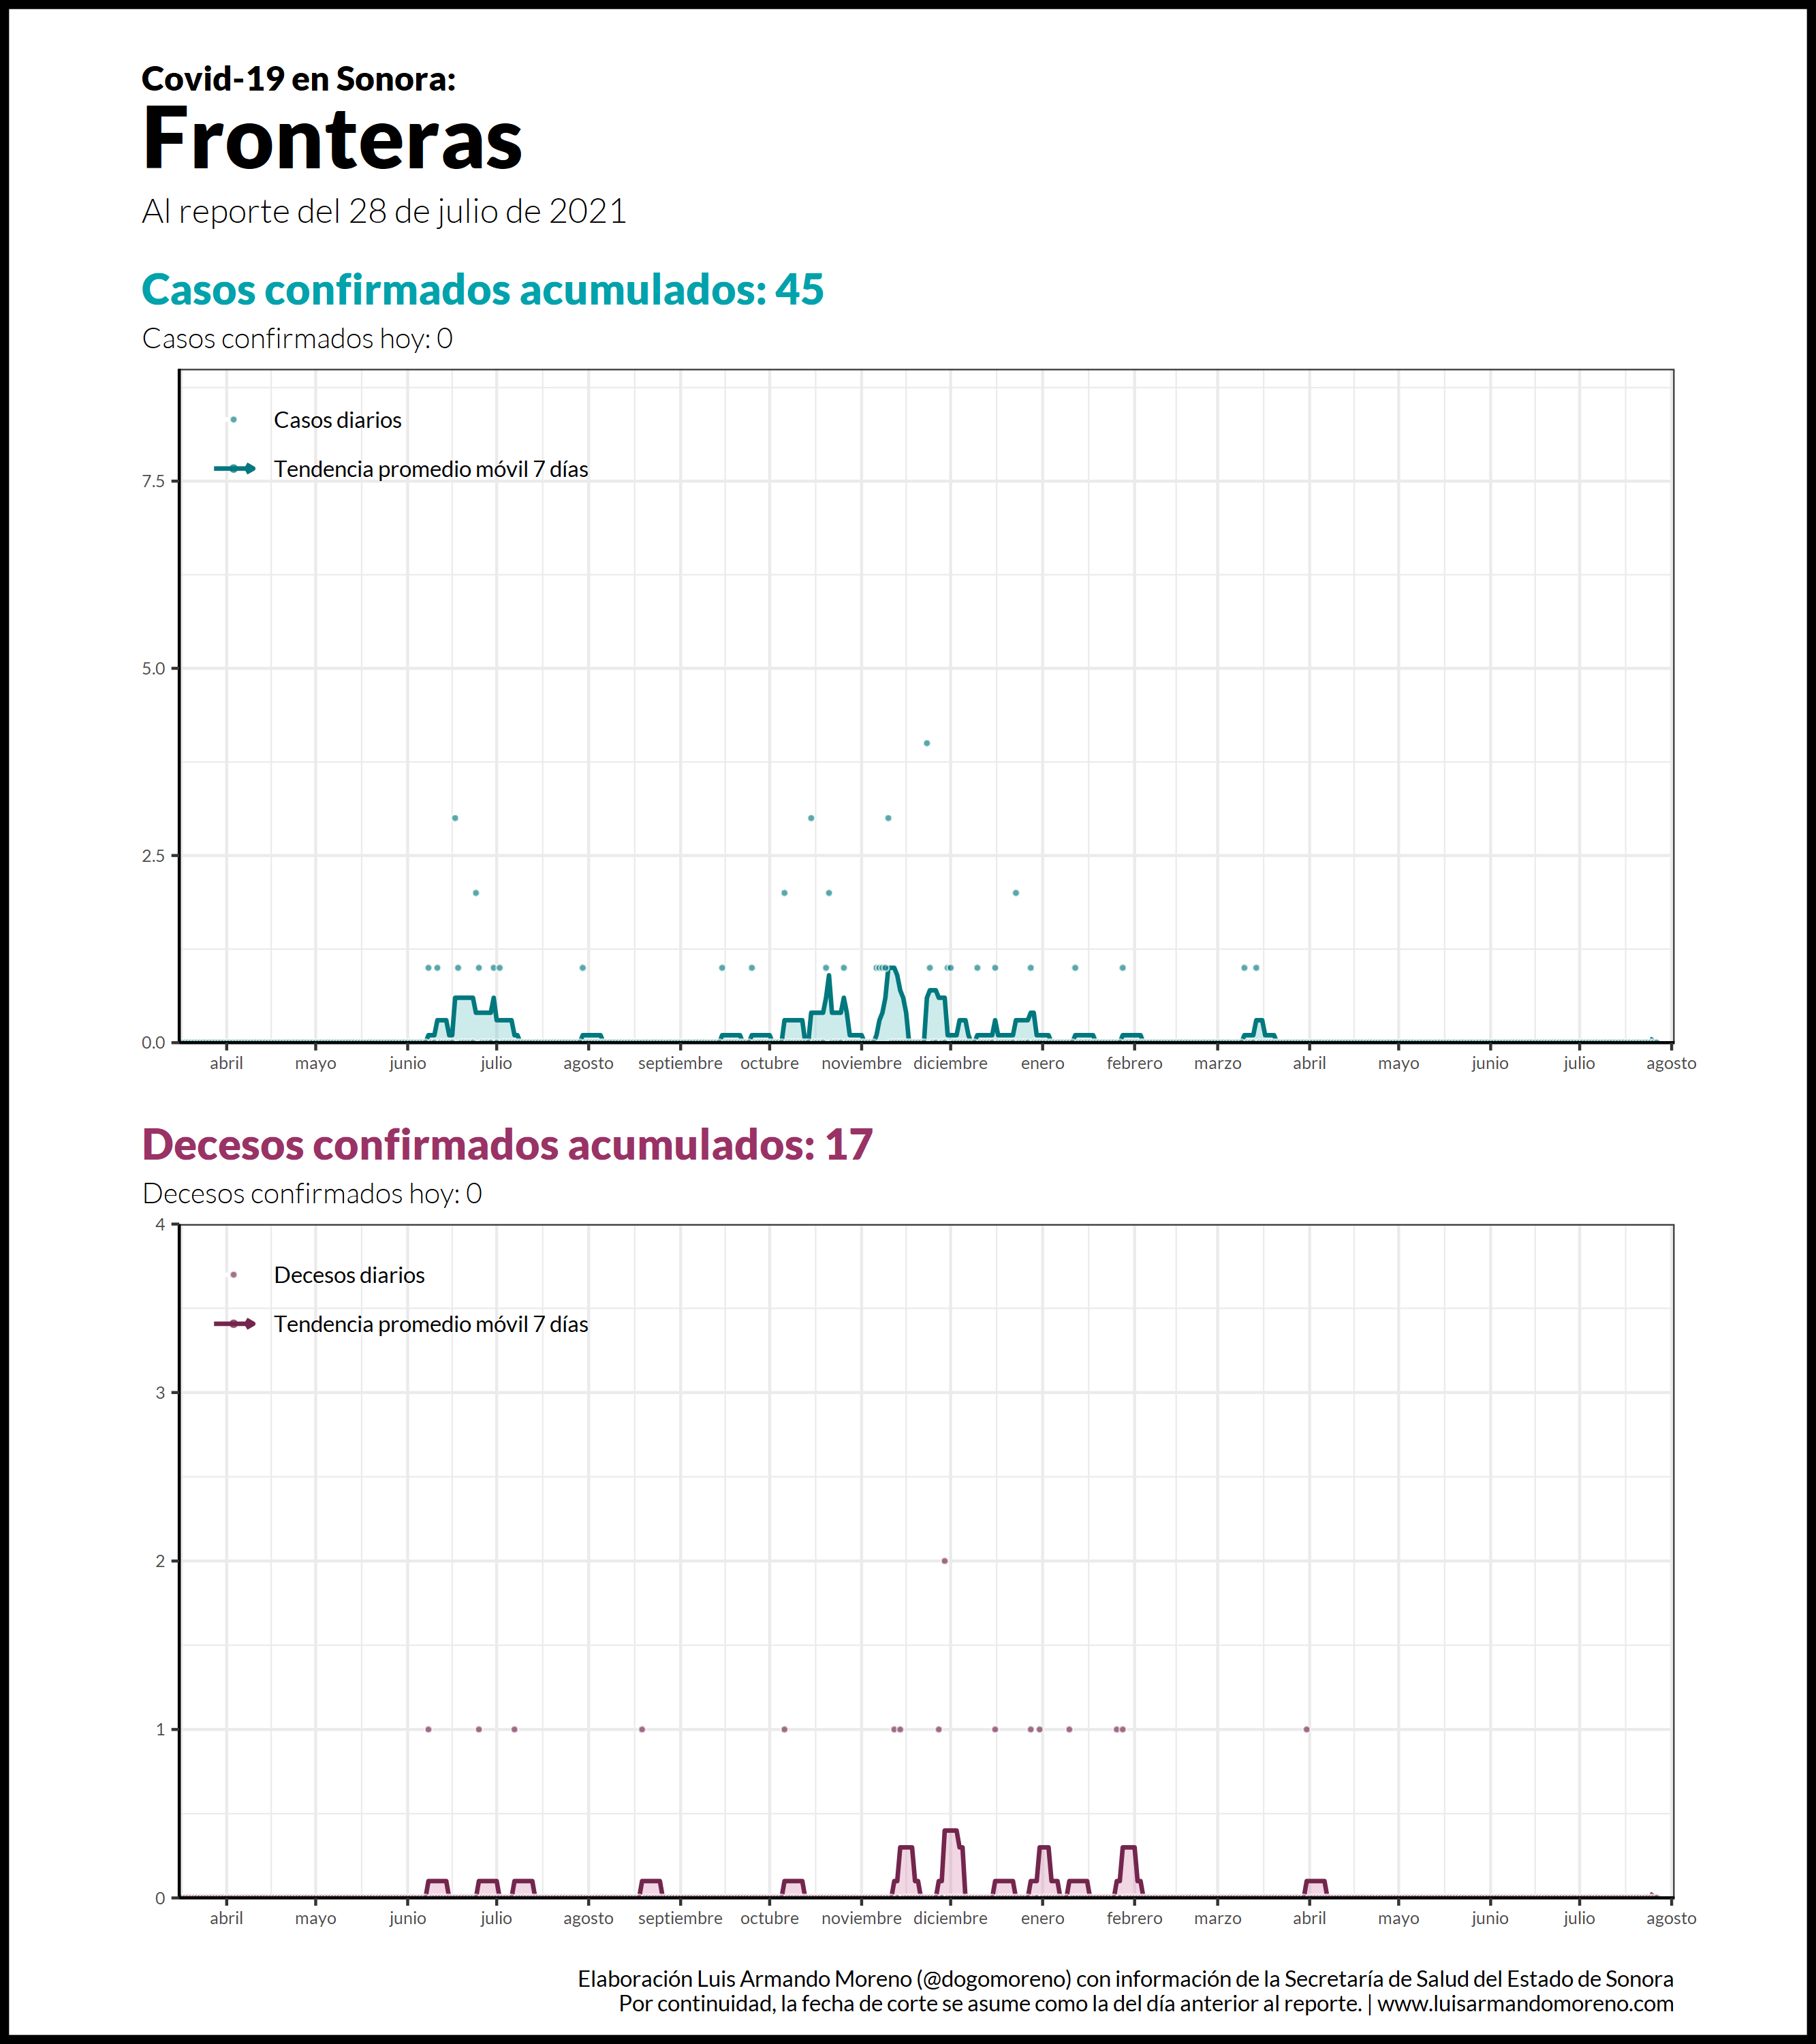 Covid-19 en Sonora:
Fronteras
Al reporte del 28 de julio de 2021
Casos confirmados acumulados: 45
Casos confirmados hoy: 0
Casos diarios
Tendencia promedio móvil 7 días
7.5
5.0
2.5
0.0
abril mayo junio julio agosto septiembre octubre noviembre diciembre enero febrero marzo abril mayo junio julio agosto
Decesos confirmados acumulados: 17
Decesos confirmados hoy: 0
4
Decesos diarios
Tendencia promedio móvil 7 días
3
2
1
0
abril mayo junio julio agosto septiembre octubre noviembre diciembre enero febrero marzo abril mayo junio julio agosto
Elaboración Luis Armando Moreno (@dogomoreno) con información de la Secretaría de Salud del Estado de Sonora
Por continuidad, la fecha de corte se asume como la del día anterior al reporte. | www.luisarmandomoreno.com